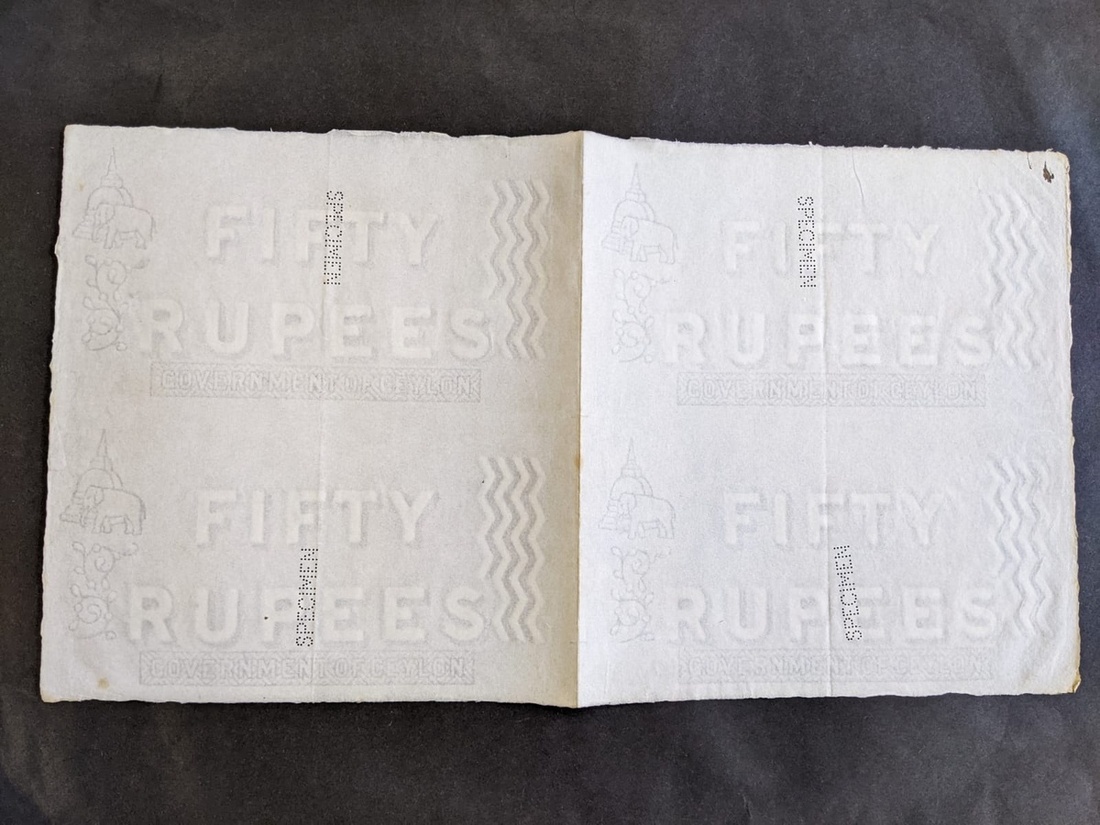 FIFTY
RUPEES
GOVERNMENT OF CEYLON
SPECIMEN
FIFTY
RUPEES
GOVERNMENT OF CEYLON
SPECIMEN
FIFTY
RUPEES
GOVERNMENT OF CEYLON
SPECIMEN
FIFTY
RUPEES
GOVERNMENT OF CEYLON
SPECIMEN